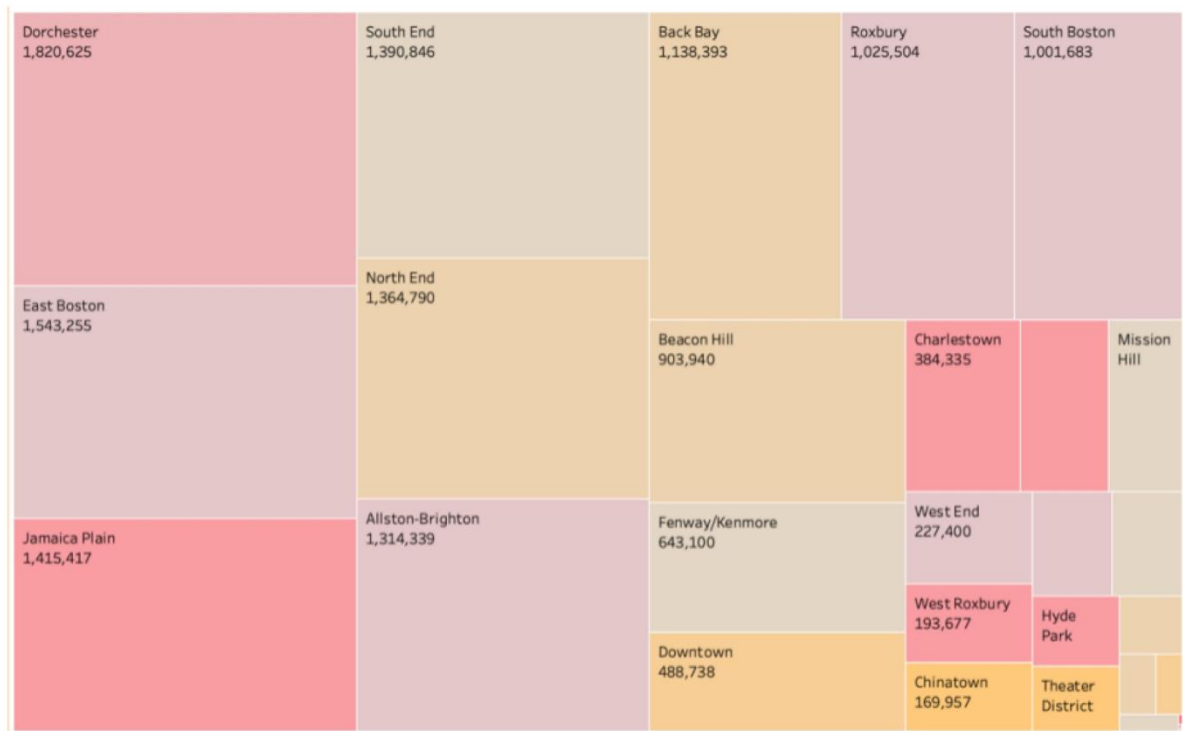 Dorchester
1,820,625
East Boston
1,543,255
Jamaica Plain
1,415,417
South End
1,390,846
North End
1,364,790
Allston-Brighton
1,314,339
Back Bay
1,138,393
Roxbury
1,025,504
South Boston
1,001,683
Beacon Hill
903,940
Fenway/Kenmore
643,100
Downtown
488,738
Charlestown
384,335
Mission
Hill
West End
227,400
West Roxbury
193,677
Chinatown
169,957
Hyde
Park
Theater
District